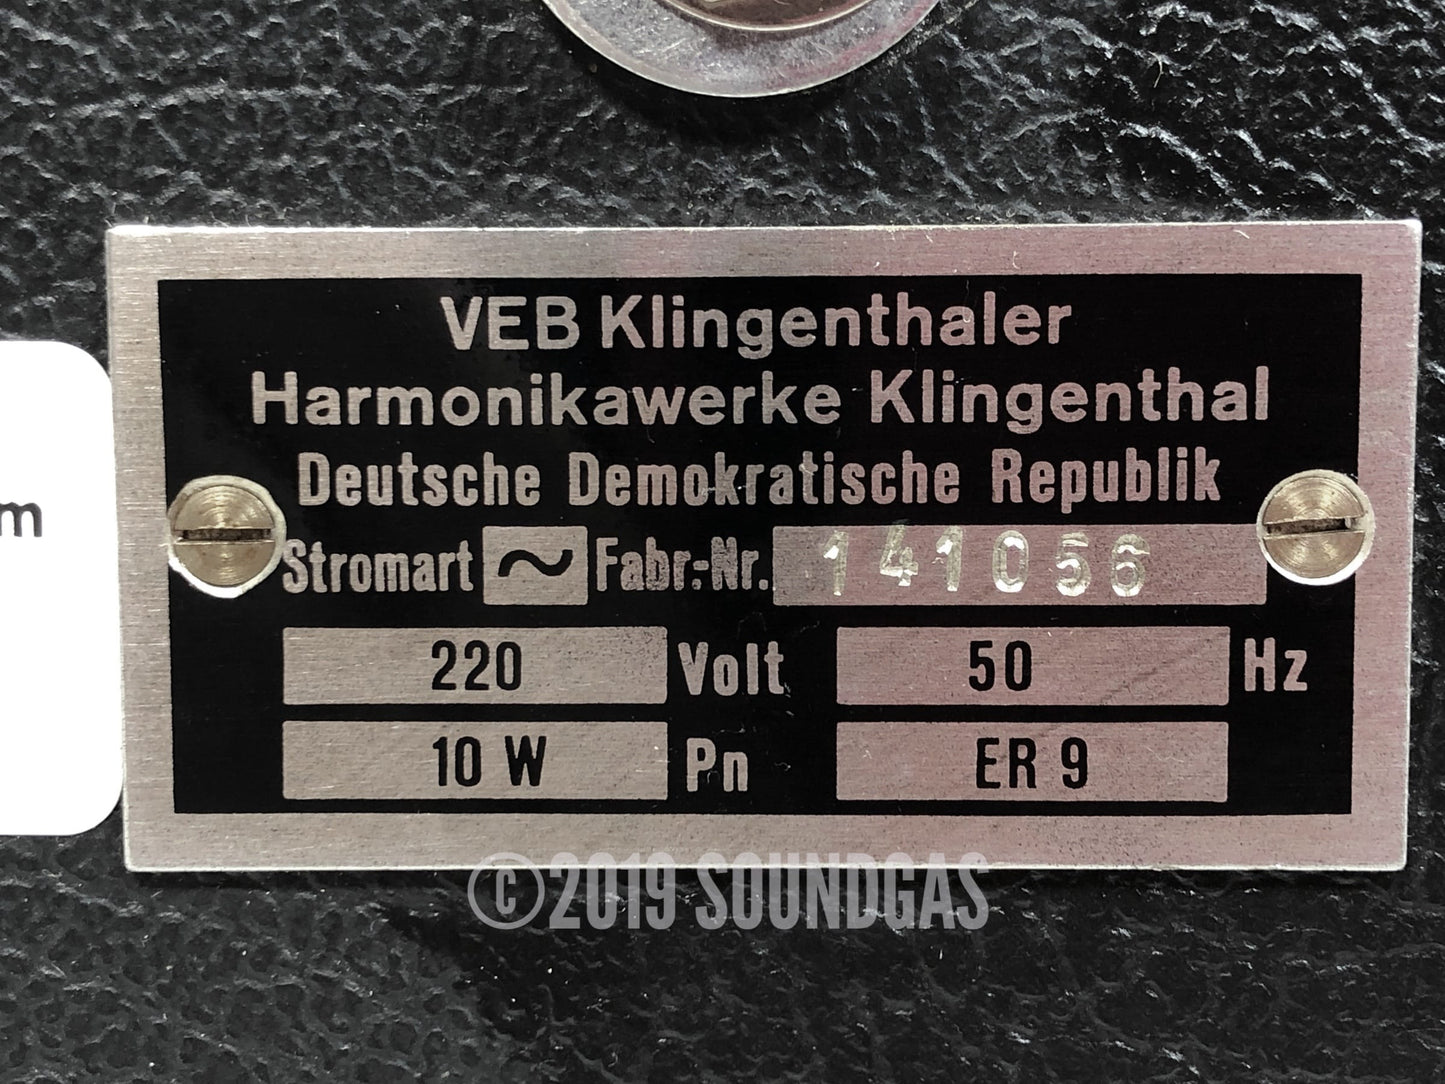 VEB Klingenthaler
Harmonikawerke Klingenthal
Deutsche Demokratische Republik
Stromart ~ Fabr.-Nr. 141056
220 Volt 50 Hz
10 W Pn ER 9
m
©2019 SOUNDGAS